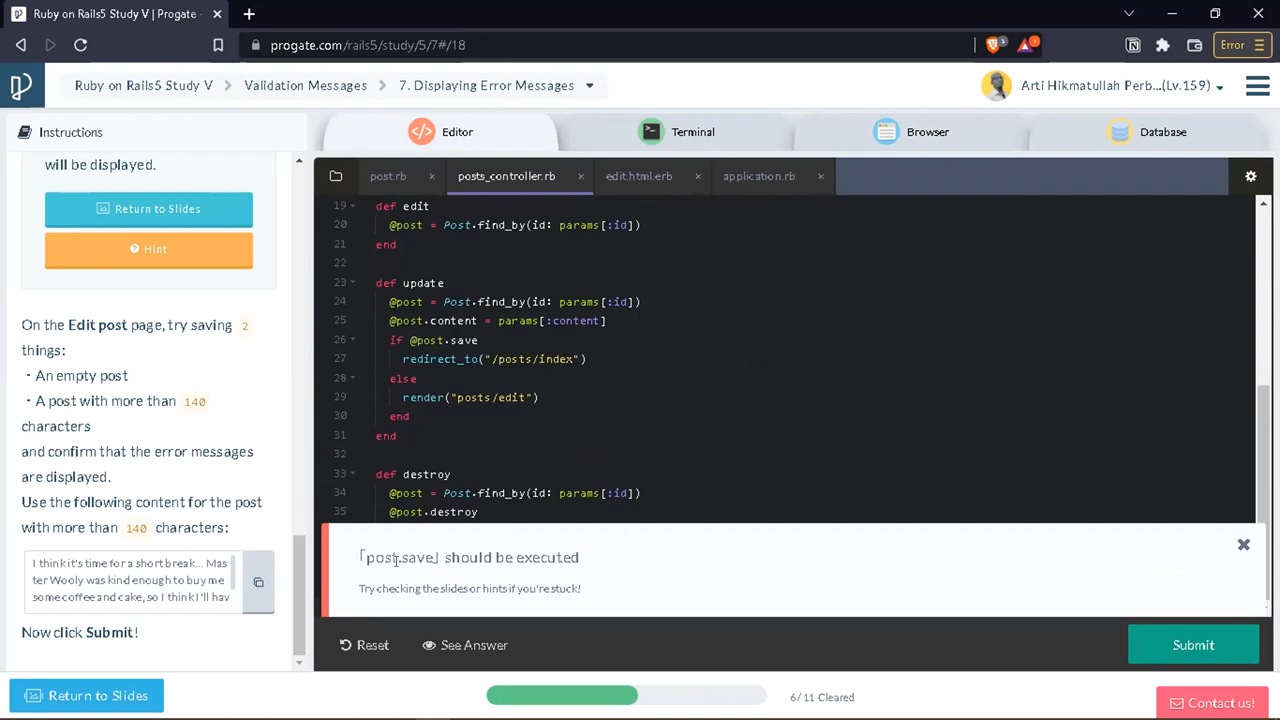 Ruby on Rails5 Study V | Progate -
progate.com/rails5/study/5/7#/18
Error
Ruby on Rails5 Study V
Validation Messages
7. Displaying Error Messages
Arti Hikmatullah Perb...(Lv.159)
Instructions
Editor
Terminal
Browser
Database
will be displayed.
Return to Slides
Hint
On the Edit post page, try saving 2
things:
・An empty post
・A post with more than 140
characters
and confirm that the error messages
are displayed.
Use the following content for the post
with more than 140 characters:
I think it's time for a short break... Mas
ter Wooly was kind enough to buy me
some coffee and cake, so I think I'll hav
Now click Submit!
post.rb
posts_controller.rb
edit.html.erb
application.rb
19 def edit
20 @post = Post.find_by(id: params[:id])
21 end
22
23 def update
24 @post = Post.find_by(id: params[:id])
25 @post.content = params[:content]
26 if @post.save
27 redirect_to("/posts/index")
28 else
29 render("posts/edit")
30 end
31 end
32
33 def destroy
34 @post = Post.find_by(id: params[:id])
35 @post.destroy
「post.save」 should be executed
Try checking the slides or hints if you're stuck!
Reset
See Answer
Submit
Return to Slides
6/11 Cleared
Contact us!